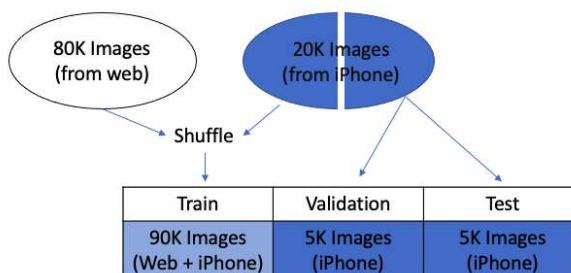 80K Images
(from web)
20K Images
(from iPhone)
Shuffle
Train
Validation
Test
90K Images
(Web + iPhone)
5K Images
(iPhone)
5K Images
(iPhone)